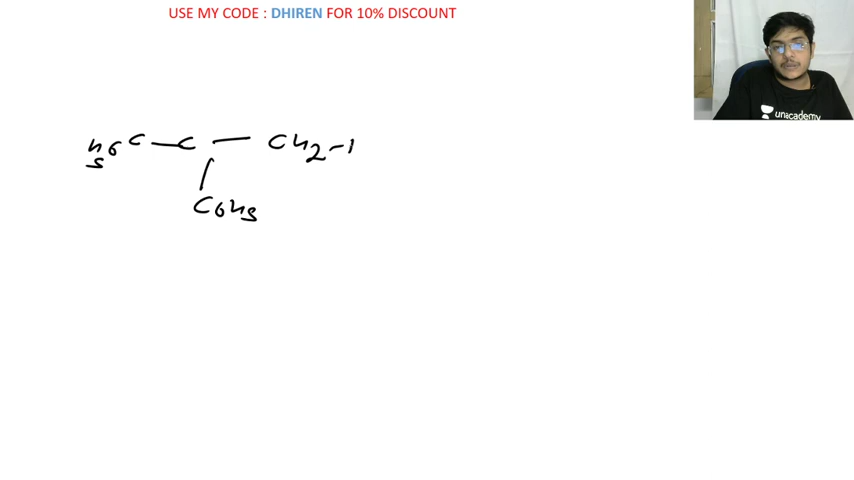 USE MY CODE : DHIREN FOR 10% DISCOUNT
unacademy
H5C6 — C — CH2-I
C6H5